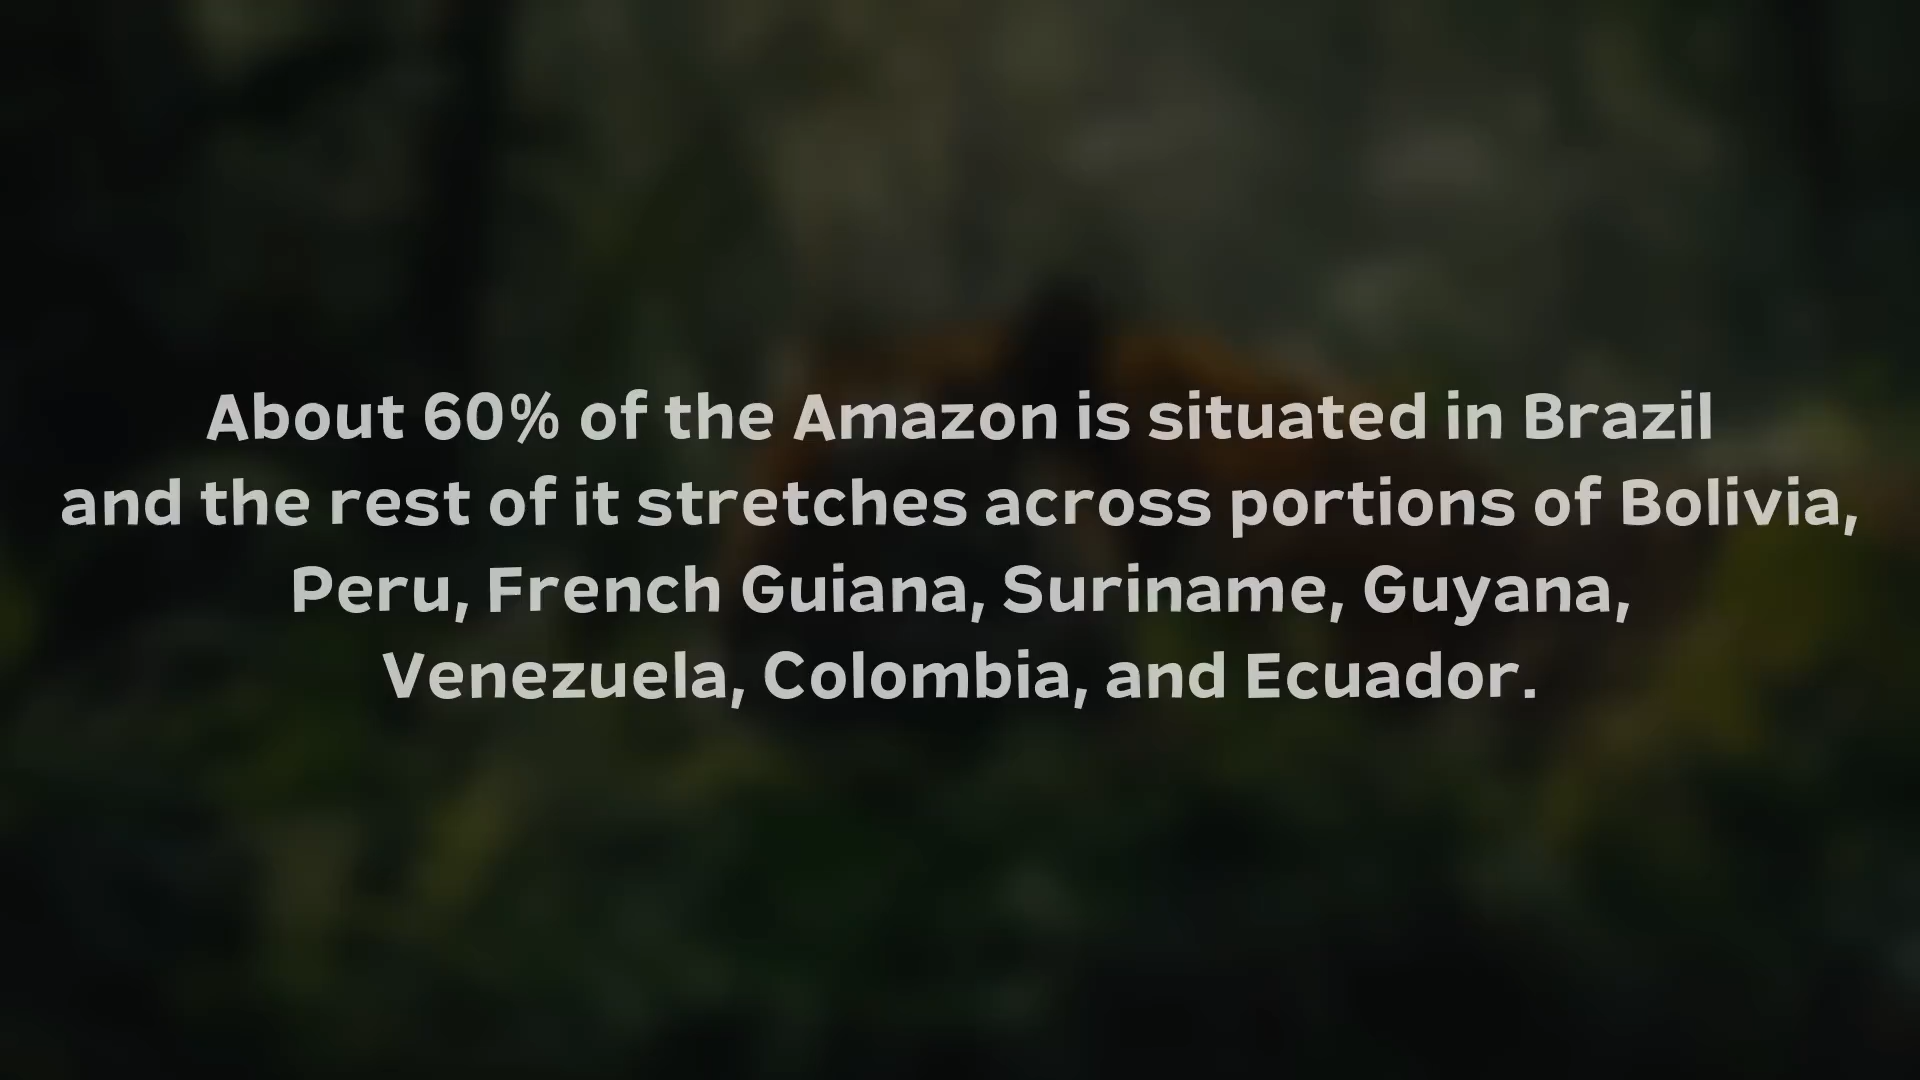 About 60% of the Amazon is situated in Brazil
and the rest of it stretches across portions of Bolivia,
Peru, French Guiana, Suriname, Guyana,
Venezuela, Colombia, and Ecuador.